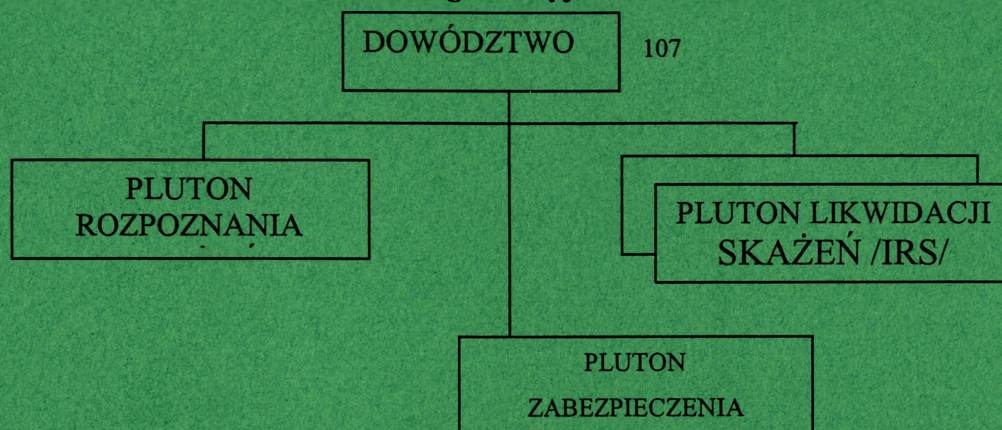 DOWÓDZTWO
107
PLUTON
ROZPOZNANIA
PLUTON LIKWIDACJI
SKAŻEŃ /IRS/
PLUTON
ZABEZPIECZENIA